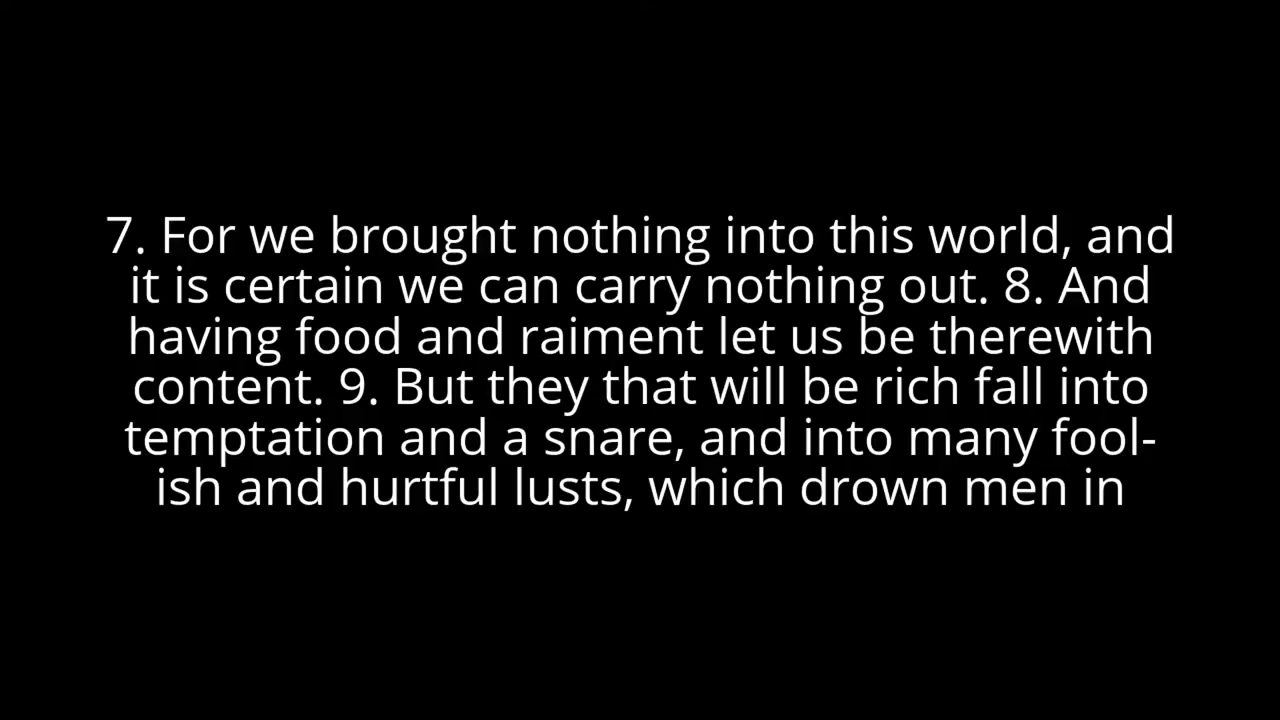 7. For we brought nothing into this world, and
it is certain we can carry nothing out. 8. And
having food and raiment let us be therewith
content. 9. But they that will be rich fall into
temptation and a snare, and into many fool-
ish and hurtful lusts, which drown men in